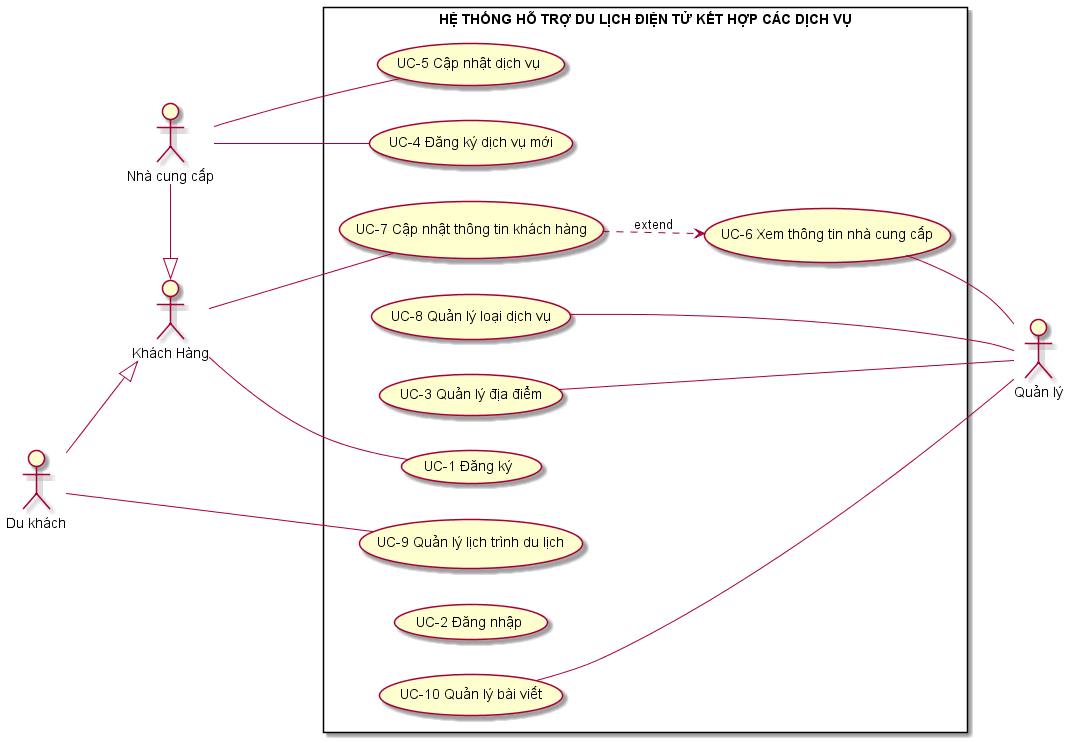 HỆ THỐNG HỖ TRỢ DU LỊCH ĐIỆN TỬ KẾT HỢP CÁC DỊCH VỤ
UC-5 Cập nhật dịch vụ
UC-4 Đăng ký dịch vụ mới
Nhà cung cấp
UC-7 Cập nhật thông tin khách hàng
extend
UC-6 Xem thông tin nhà cung cấp
UC-8 Quản lý loại dịch vụ
Khách Hàng
UC-3 Quản lý địa điểm
Quản lý
UC-1 Đăng ký
Du khách
UC-9 Quản lý lịch trình du lịch
UC-2 Đăng nhập
UC-10 Quản lý bài viết